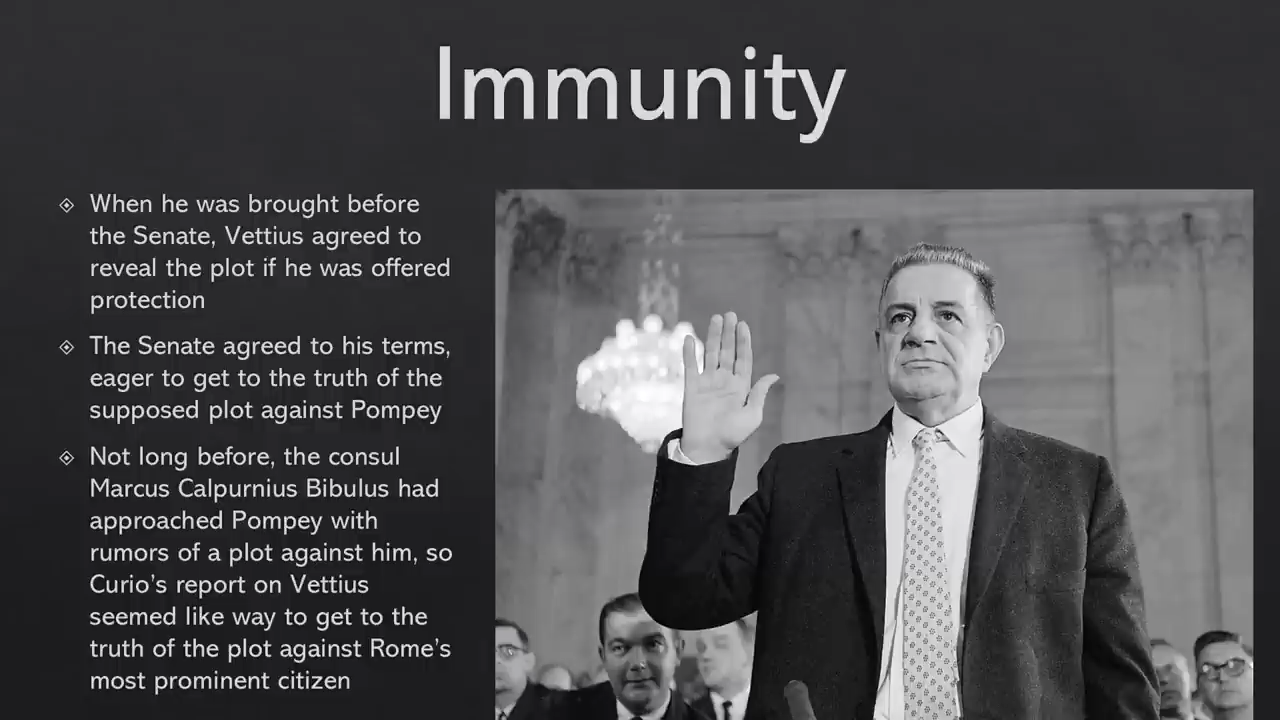 Immunity
When he was brought before
the Senate, Vettius agreed to
reveal the plot if he was offered
protection
The Senate agreed to his terms,
eager to get to the truth of the
supposed plot against Pompey
Not long before, the consul
Marcus Calpurnius Bibulus had
approached Pompey with
rumors of a plot against him, so
Curio’s report on Vettius
seemed like way to get to the
truth of the plot against Rome’s
most prominent citizen